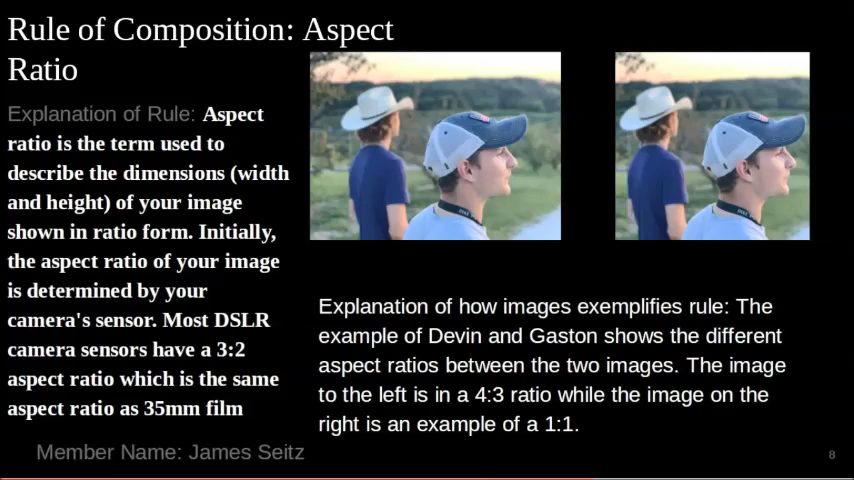 Rule of Composition: Aspect
Ratio
Explanation of Rule: Aspect
ratio is the term used to
describe the dimensions (width
and height) of your image
shown in ratio form. Initially,
the aspect ratio of your image
is determined by your
camera's sensor. Most DSLR
camera sensors have a 3:2
aspect ratio which is the same
aspect ratio as 35mm film
Explanation of how images exemplifies rule: The
example of Devin and Gaston shows the different
aspect ratios between the two images. The image
to the left is in a 4:3 ratio while the image on the
right is an example of a 1:1.
Member Name: James Seitz
8